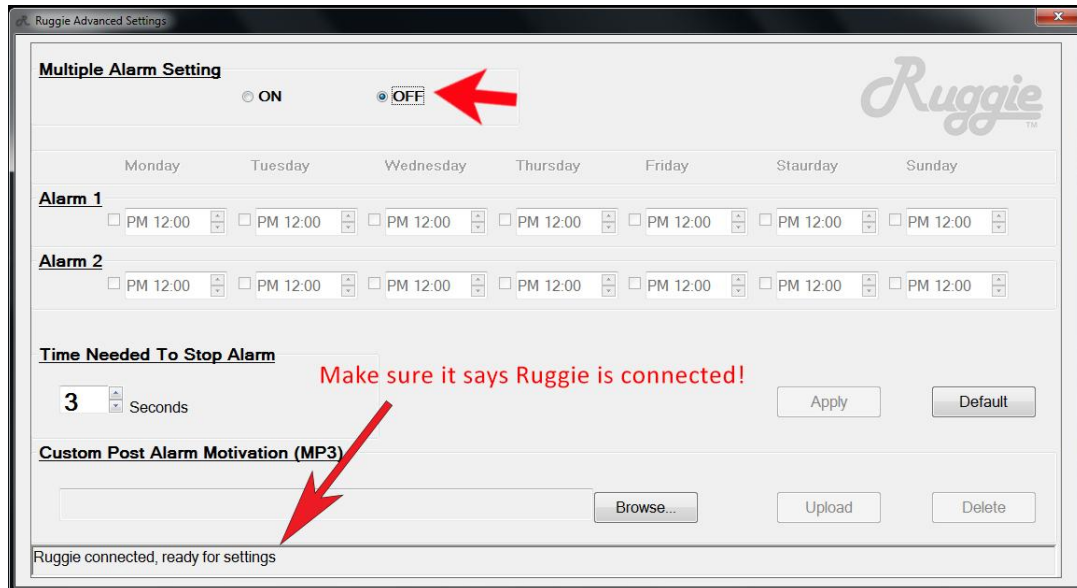 Ruggie Advanced Settings
Multiple Alarm Setting
ON OFF
Ruggie TM
Monday Tuesday Wednesday Thursday Friday Staurday Sunday
Alarm 1
PM 12:00 PM 12:00 PM 12:00 PM 12:00 PM 12:00 PM 12:00 PM 12:00
Alarm 2
PM 12:00 PM 12:00 PM 12:00 PM 12:00 PM 12:00 PM 12:00 PM 12:00
Time Needed To Stop Alarm
Make sure it says Ruggie is connected!
3 Seconds Apply Default
Custom Post Alarm Motivation (MP3)
Browse... Upload Delete
Ruggie connected, ready for settings